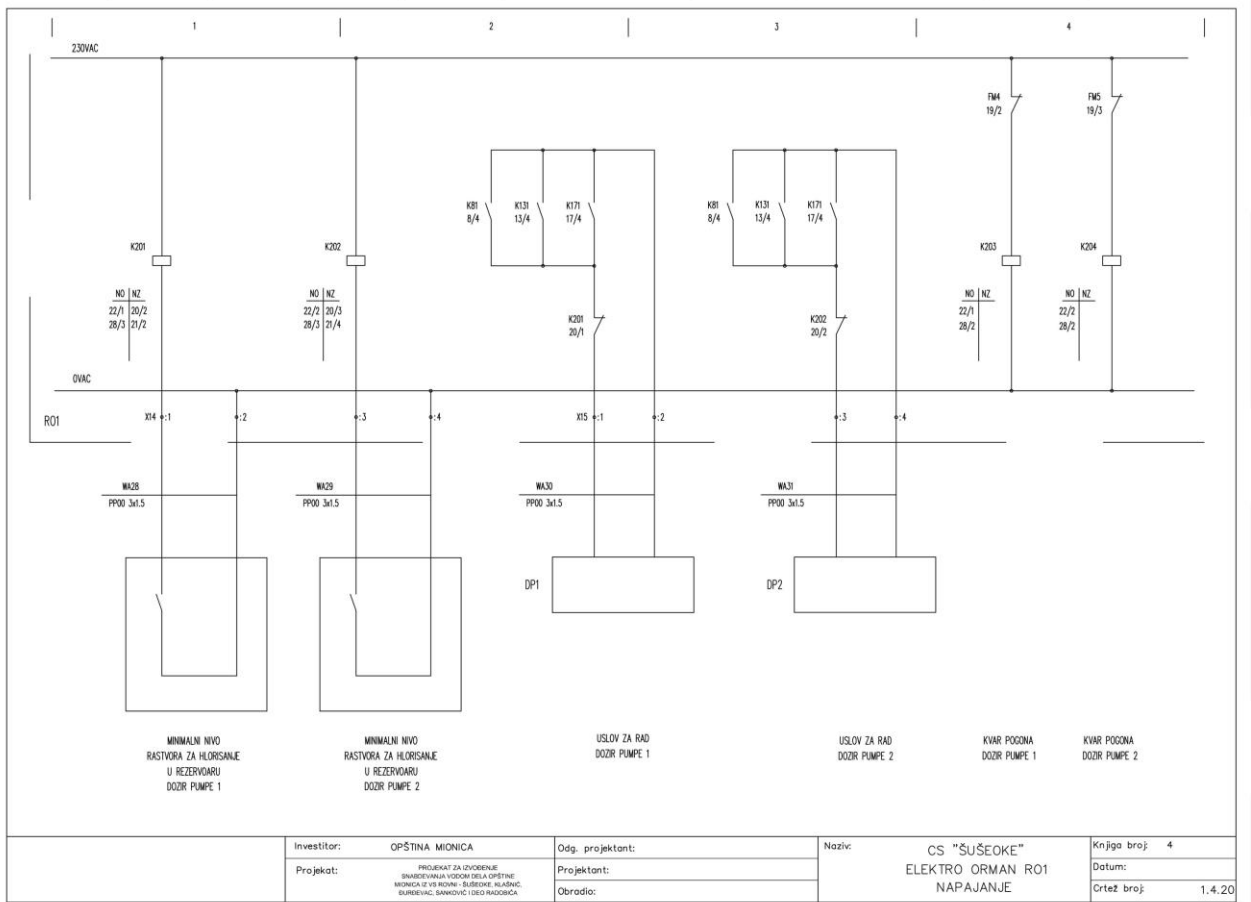 1 2 3 4
230VAC
FM4
19/2
FM5
19/3
K81
8/4
K131
13/4
K171
17/4
K81
8/4
K131
13/4
K171
17/4
K201
K202
K203
K204
NO NZ
22/1 20/2
28/3 21/2
NO NZ
22/2 20/3
28/3 21/4
K201
20/1
K202
20/2
NO NZ
22/1
28/2
NO NZ
22/2
28/2
0VAC
RO1
X14 :1 :2 :3 :4
X15 :1 :2 :3 :4
WA28
PP00 3x1.5
WA29
PP00 3x1.5
WA30
PP00 3x1.5
WA31
PP00 3x1.5
DP1
DP2
MINIMALNI NIVO
RASTVORA ZA HLORISANJE
U REZERVOARU
DOZIR PUMPE 1
MINIMALNI NIVO
RASTVORA ZA HLORISANJE
U REZERVOARU
DOZIR PUMPE 2
USLOV ZA RAD
DOZIR PUMPE 1
USLOV ZA RAD
DOZIR PUMPE 2
KVAR POGONA
DOZIR PUMPE 1
KVAR POGONA
DOZIR PUMPE 2
Investitor: OPŠTINA MIONICA
Projekat: PROJEKAT ZA IZVOĐENJE
SNABDEVANJA VODOM DELA OPŠTINE
MIONICA IZ VS ROVNI - ŠUŠEOKE, KLAŠNIĆ,
ĐURĐEVAC, SANKOVIĆ I DEO RADOBIĆA
Odg. projektant:
Projektant:
Obradio:
Naziv: CS "ŠUŠEOKE"
ELEKTRO ORMAN RO1
NAPAJANJE
Knjiga broj: 4
Datum:
Crtež broj: 1.4.20